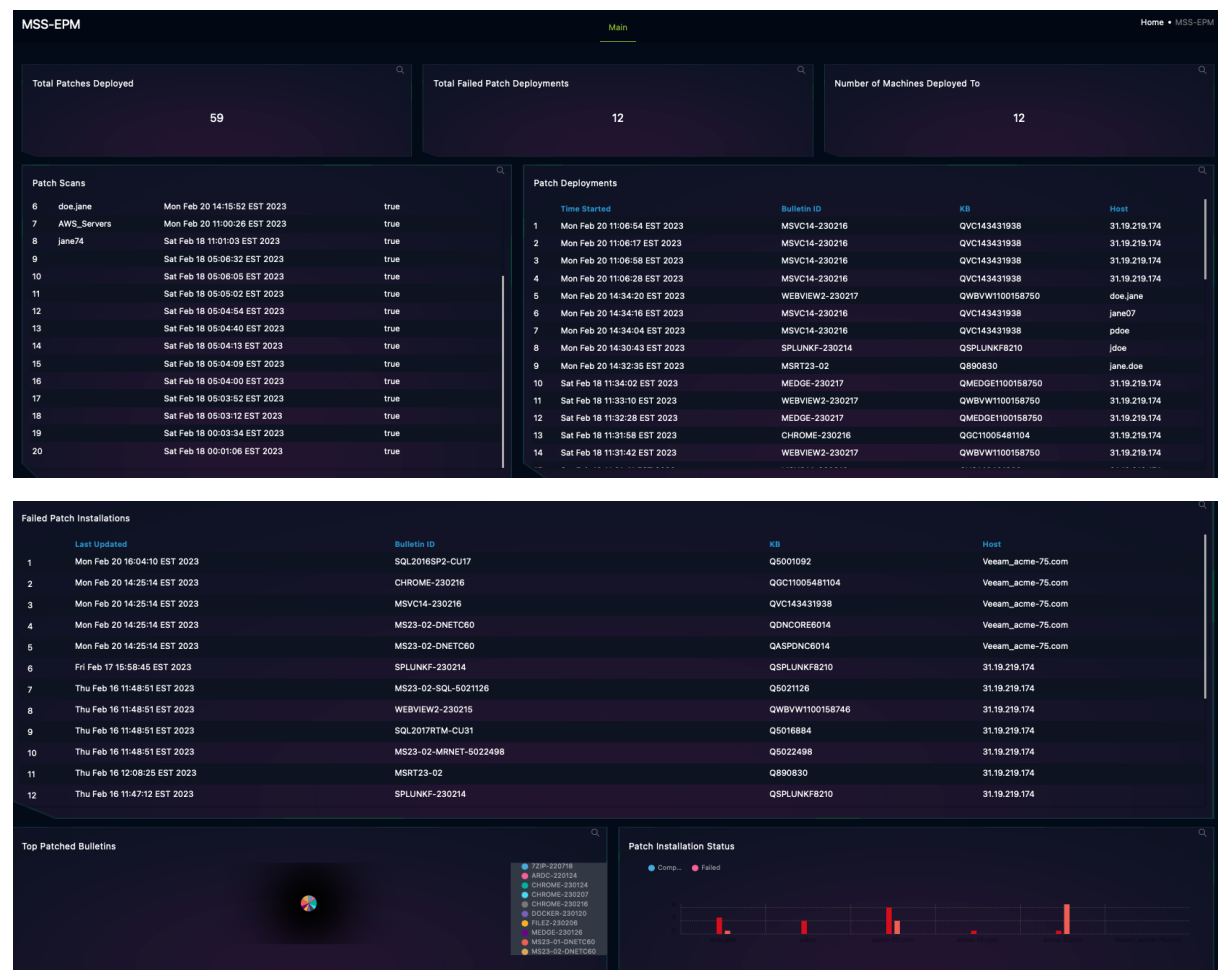 MSS-EPM Main Home • MSS-EPM
Total Patches Deployed
59
Total Failed Patch Deployments
12
Number of Machines Deployed To
12
Patch Scans
6 doe.jane Mon Feb 20 14:15:52 EST 2023 true
7 AWS_Servers Mon Feb 20 11:00:26 EST 2023 true
8 jane74 Sat Feb 18 11:01:03 EST 2023 true
9 Sat Feb 18 05:06:32 EST 2023 true
10 Sat Feb 18 05:06:05 EST 2023 true
11 Sat Feb 18 05:05:02 EST 2023 true
12 Sat Feb 18 05:04:54 EST 2023 true
13 Sat Feb 18 05:04:40 EST 2023 true
14 Sat Feb 18 05:04:13 EST 2023 true
15 Sat Feb 18 05:04:09 EST 2023 true
16 Sat Feb 18 05:04:00 EST 2023 true
17 Sat Feb 18 05:03:52 EST 2023 true
18 Sat Feb 18 05:03:12 EST 2023 true
19 Sat Feb 18 00:03:34 EST 2023 true
20 Sat Feb 18 00:01:06 EST 2023 true
Patch Deployments
Time Started Bulletin ID KB Host
1 Mon Feb 20 11:06:54 EST 2023 MSVC14-230216 QVC143431938 31.19.219.174
2 Mon Feb 20 11:06:17 EST 2023 MSVC14-230216 QVC143431938 31.19.219.174
3 Mon Feb 20 11:06:58 EST 2023 MSVC14-230216 QVC143431938 31.19.219.174
4 Mon Feb 20 11:06:28 EST 2023 MSVC14-230216 QVC143431938 31.19.219.174
5 Mon Feb 20 14:34:20 EST 2023 WEBVIEW2-230217 QWBVW1100158750 doe.jane
6 Mon Feb 20 14:34:16 EST 2023 MSVC14-230216 QVC143431938 jane07
7 Mon Feb 20 14:34:04 EST 2023 MSVC14-230216 QVC143431938 pdoe
8 Mon Feb 20 14:30:43 EST 2023 SPLUNKF-230214 QSPLUNKF8210 jdoe
9 Mon Feb 20 14:32:35 EST 2023 MSRT23-02 Q890830 jane.doe
10 Sat Feb 18 11:34:02 EST 2023 MEDGE-230217 QMEDGE1100158750 31.19.219.174
11 Sat Feb 18 11:33:10 EST 2023 WEBVIEW2-230217 QWBVW1100158750 31.19.219.174
12 Sat Feb 18 11:32:28 EST 2023 MEDGE-230217 QMEDGE1100158750 31.19.219.174
13 Sat Feb 18 11:31:58 EST 2023 CHROME-230216 QGC11005481104 31.19.219.174
14 Sat Feb 18 11:31:42 EST 2023 WEBVIEW2-230217 QWBVW1100158750 31.19.219.174
Failed Patch Installations
Last Updated Bulletin ID KB Host
1 Mon Feb 20 16:04:10 EST 2023 SQL2016SP2-CU17 Q5001092 Veeam_acme-75.com
2 Mon Feb 20 14:25:14 EST 2023 CHROME-230216 QGC11005481104 Veeam_acme-75.com
3 Mon Feb 20 14:25:14 EST 2023 MSVC14-230216 QVC143431938 Veeam_acme-75.com
4 Mon Feb 20 14:25:14 EST 2023 MS23-02-DNETC60 QDNCORE6014 Veeam_acme-75.com
5 Mon Feb 20 14:25:14 EST 2023 MS23-02-DNETC60 QASPDNC6014 Veeam_acme-75.com
6 Fri Feb 17 15:58:45 EST 2023 SPLUNKF-230214 QSPLUNKF8210 31.19.219.174
7 Thu Feb 16 11:48:51 EST 2023 MS23-02-SQL-5021126 Q5021126 31.19.219.174
8 Thu Feb 16 11:48:51 EST 2023 WEBVIEW2-230215 QWBVW1100158746 31.19.219.174
9 Thu Feb 16 11:48:51 EST 2023 SQL2017RTM-CU31 Q5016884 31.19.219.174
10 Thu Feb 16 11:48:51 EST 2023 MS23-02-MRNET-5022498 Q5022498 31.19.219.174
11 Thu Feb 16 12:08:25 EST 2023 MSRT23-02 Q890830 31.19.219.174
12 Thu Feb 16 11:47:12 EST 2023 SPLUNKF-230214 QSPLUNKF8210 31.19.219.174
Top Patched Bulletins
7ZIP-220718
ARDC-220124
CHROME-230124
CHROME-230207
CHROME-230216
DOCKER-230120
FILEZ-230206
MEDGE-230126
MS23-01-DNETC60
MS23-02-DNETC60
Patch Installation Status
Comp... Failed